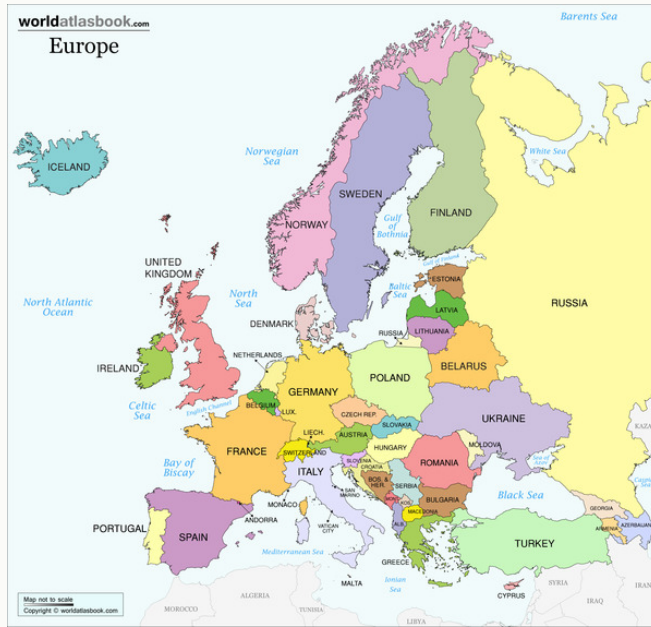 worldatlasbook.com
Europe
Barents Sea
ICELAND
Norwegian
Sea
White Sea
SWEDEN
FINLAND
NORWAY
Gulf
of
Bothnia
Gulf of Finland
UNITED
KINGDOM
North Atlantic
Ocean
North
Sea
Baltic
Sea
ESTONIA
RUSSIA
LATVIA
DENMARK
LITHUANIA
RUSSIA
NETHERLANDS
IRELAND
BELARUS
POLAND
GERMANY
Celtic
Sea
English Channel
BELGIUM
LUX.
CZECH REP.
UKRAINE
SLOVAKIA
LIECH.
AUSTRIA
FRANCE
SWITZERLAND
HUNGARY
MOLDOVA
Bay of
Biscay
SLOVENIA
CROATIA
ROMANIA
Sea of
Azov
ITALY
SAN
MARINO
BOS. &
HER.
SERBIA
MONACO
MONT.
KOS.
BULGARIA
Black Sea
GEORGIA
ANDORRA
VATICAN
CITY
MACEDONIA
ALB.
ARMENIA
AZERBAIJAN
PORTUGAL
SPAIN
TURKEY
Mediterranean Sea
GREECE
Ionian
Sea
MALTA
CYPRUS
SYRIA
IRAQ
IRAN
MOROCCO
ALGERIA
TUNISIA
LIBYA
Map not to scale
Copyright © worldatlasbook.com